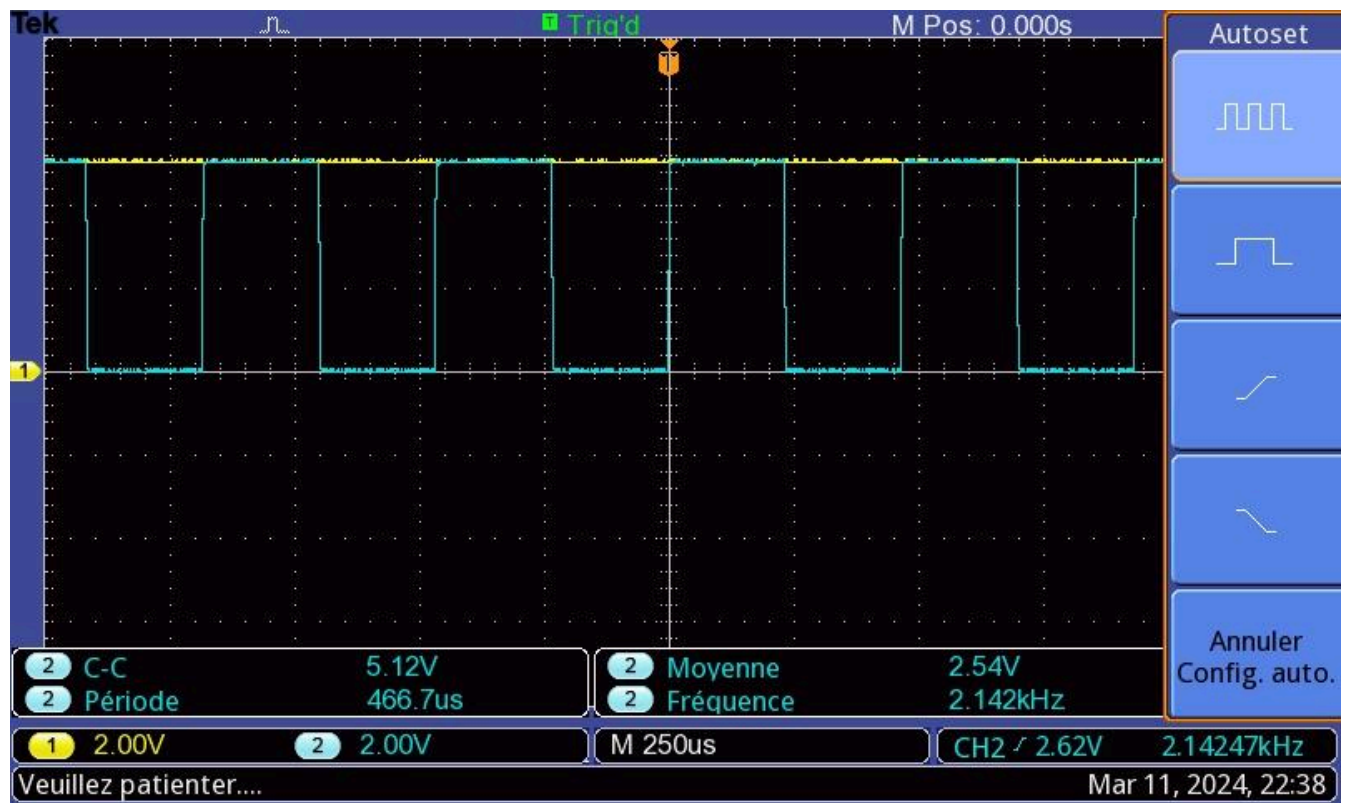 Tek T Trig'd M Pos: 0.000s
Autoset
T
1
2 C-C 5.12V
2 Période 466.7us
2 Moyenne 2.54V
2 Fréquence 2.142kHz
Annuler
Config. auto.
1 2.00V 2 2.00V M 250us CH2 2.62V 2.14247kHz
Veuillez patienter.... Mar 11, 2024, 22:38